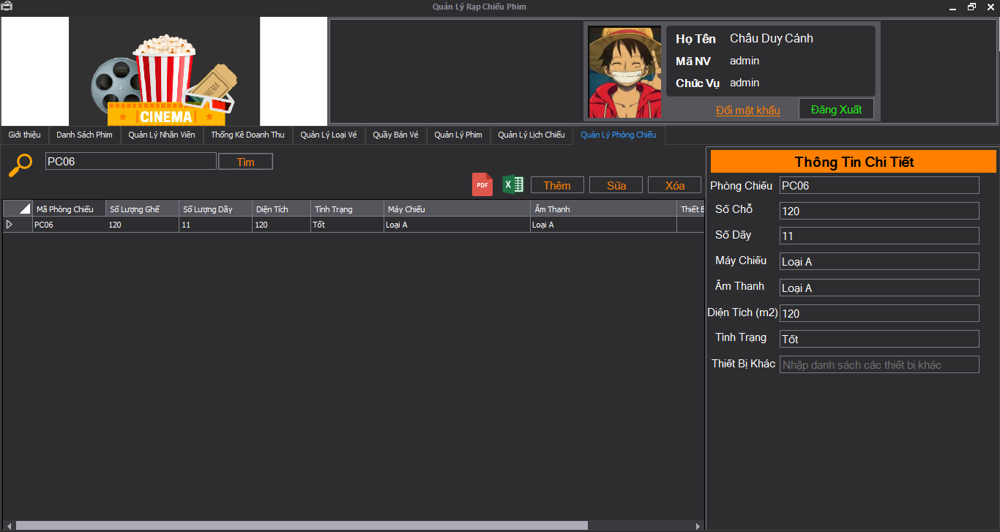 Quản Lý Rạp Chiếu Phim
CINEMA
CINEMA
Họ Tên Châu Duy Cảnh
Mã NV admin
Chức Vụ admin
Đổi mật khẩu Đăng Xuất
Giới thiệu Danh Sách Phim Quản Lý Nhân Viên Thống Kê Doanh Thu Quản Lý Loại Vé Quầy Bán Vé Quản Lý Phim Quản Lý Lịch Chiếu Quản Lý Phòng Chiếu
PC06 Tìm
PDF X Thêm Sửa Xóa
Mã Phòng Chiếu Số Lượng Ghế Số Lượng Dãy Diện Tích Tình Trạng Máy Chiếu Âm Thanh Thiết B
PC06 120 11 120 Tốt Loại A Loại A
Thông Tin Chi Tiết
Phòng Chiếu PC06
Số Chỗ 120
Số Dãy 11
Máy Chiếu Loại A
Âm Thanh Loại A
Diện Tích (m2) 120
Tình Trạng Tốt
Thiết Bị Khác Nhập danh sách các thiết bị khác